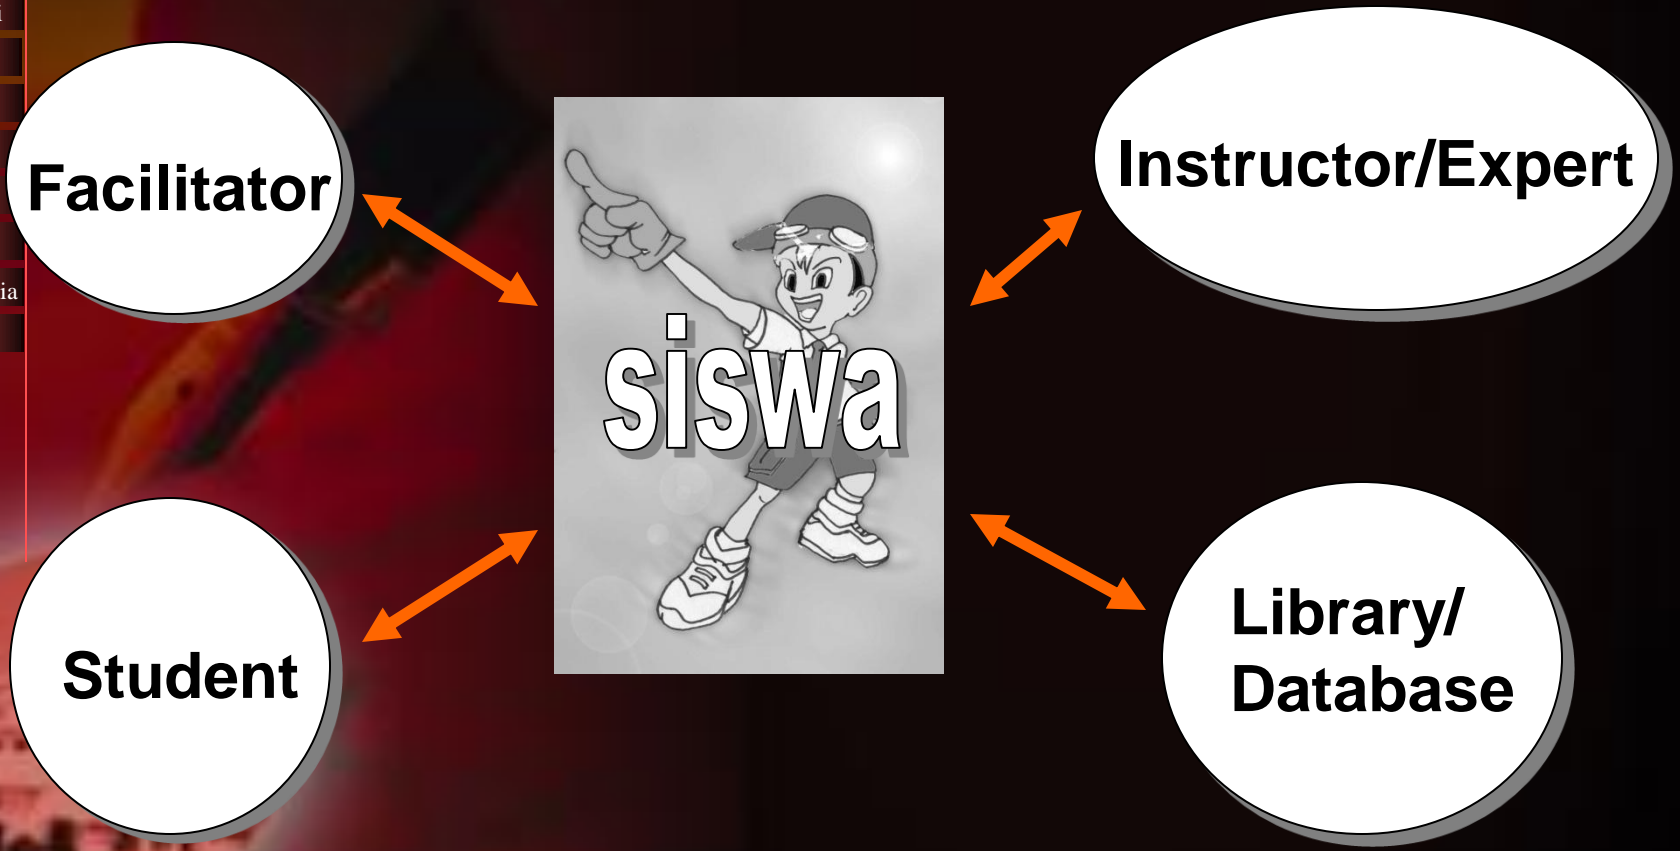 Facilitator
Instructor/Expert
siswa
Student
Library/
Database